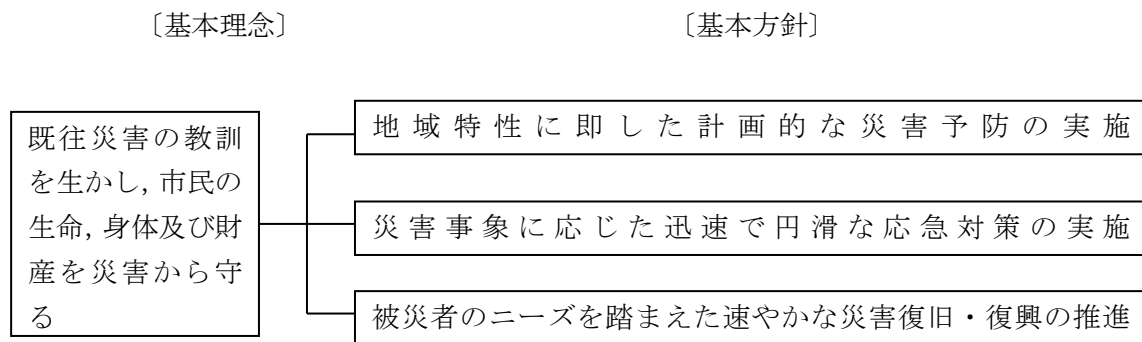 〔基本理念〕
〔基本方針〕
既往災害の教訓
を生かし,市民の
生命,身体及び財
産を災害から守
る
地域特性に即した計画的な災害予防の実施
災害事象に応じた迅速で円滑な応急対策の実施
被災者のニーズを踏まえた速やかな災害復旧・復興の推進